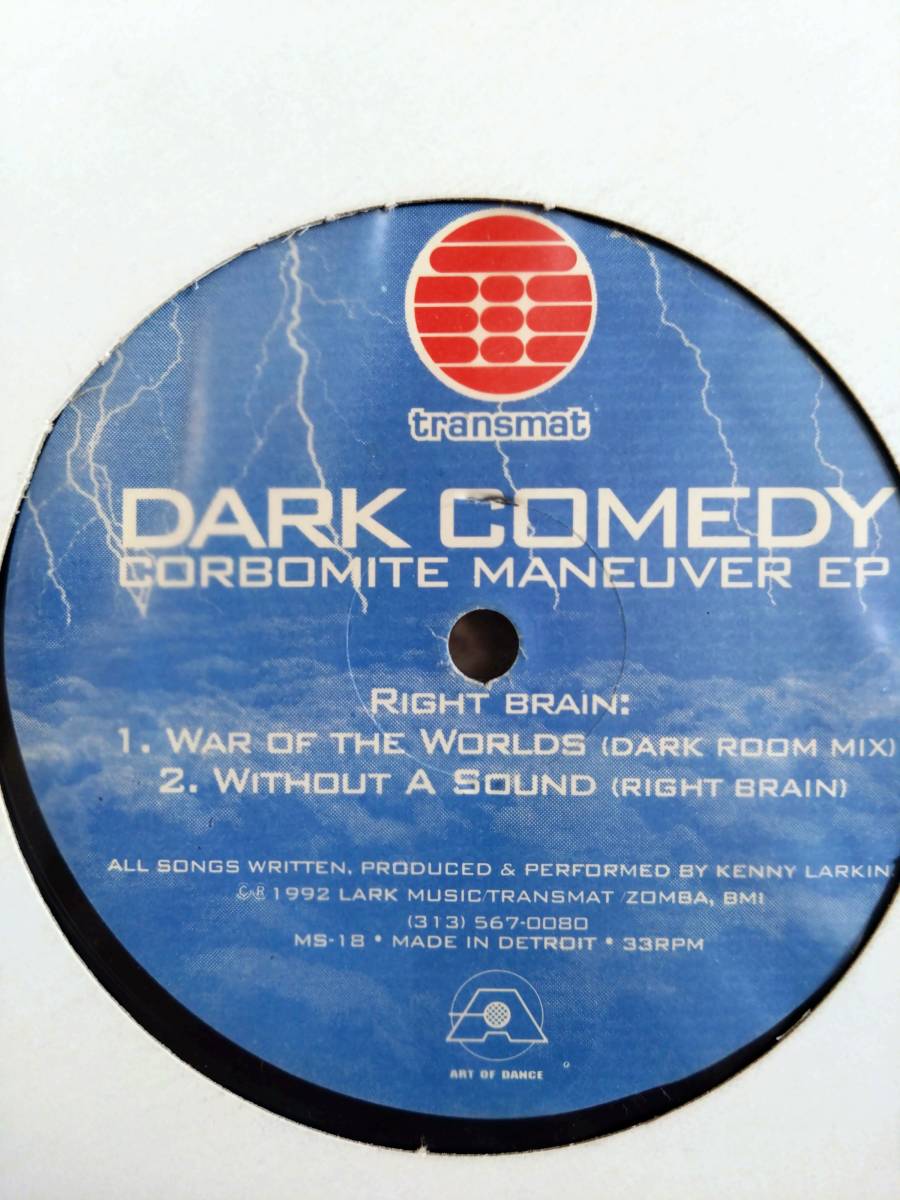 transmat
DARK COMEDY
CORBOMITE MANEUVER EP
RIGHT BRAIN:
1. WAR OF THE WORLDS (DARK ROOM MIX)
2. WITHOUT A SOUND (RIGHT BRAIN)
ALL SONGS WRITTEN, PRODUCED & PERFORMED BY KENNY LARKIN
©&℗ 1992 LARK MUSIC/TRANSMAT /ZOMBA, BMI
(313) 567-0080
MS-18 * MADE IN DETROIT * 33RPM
ART OF DANCE